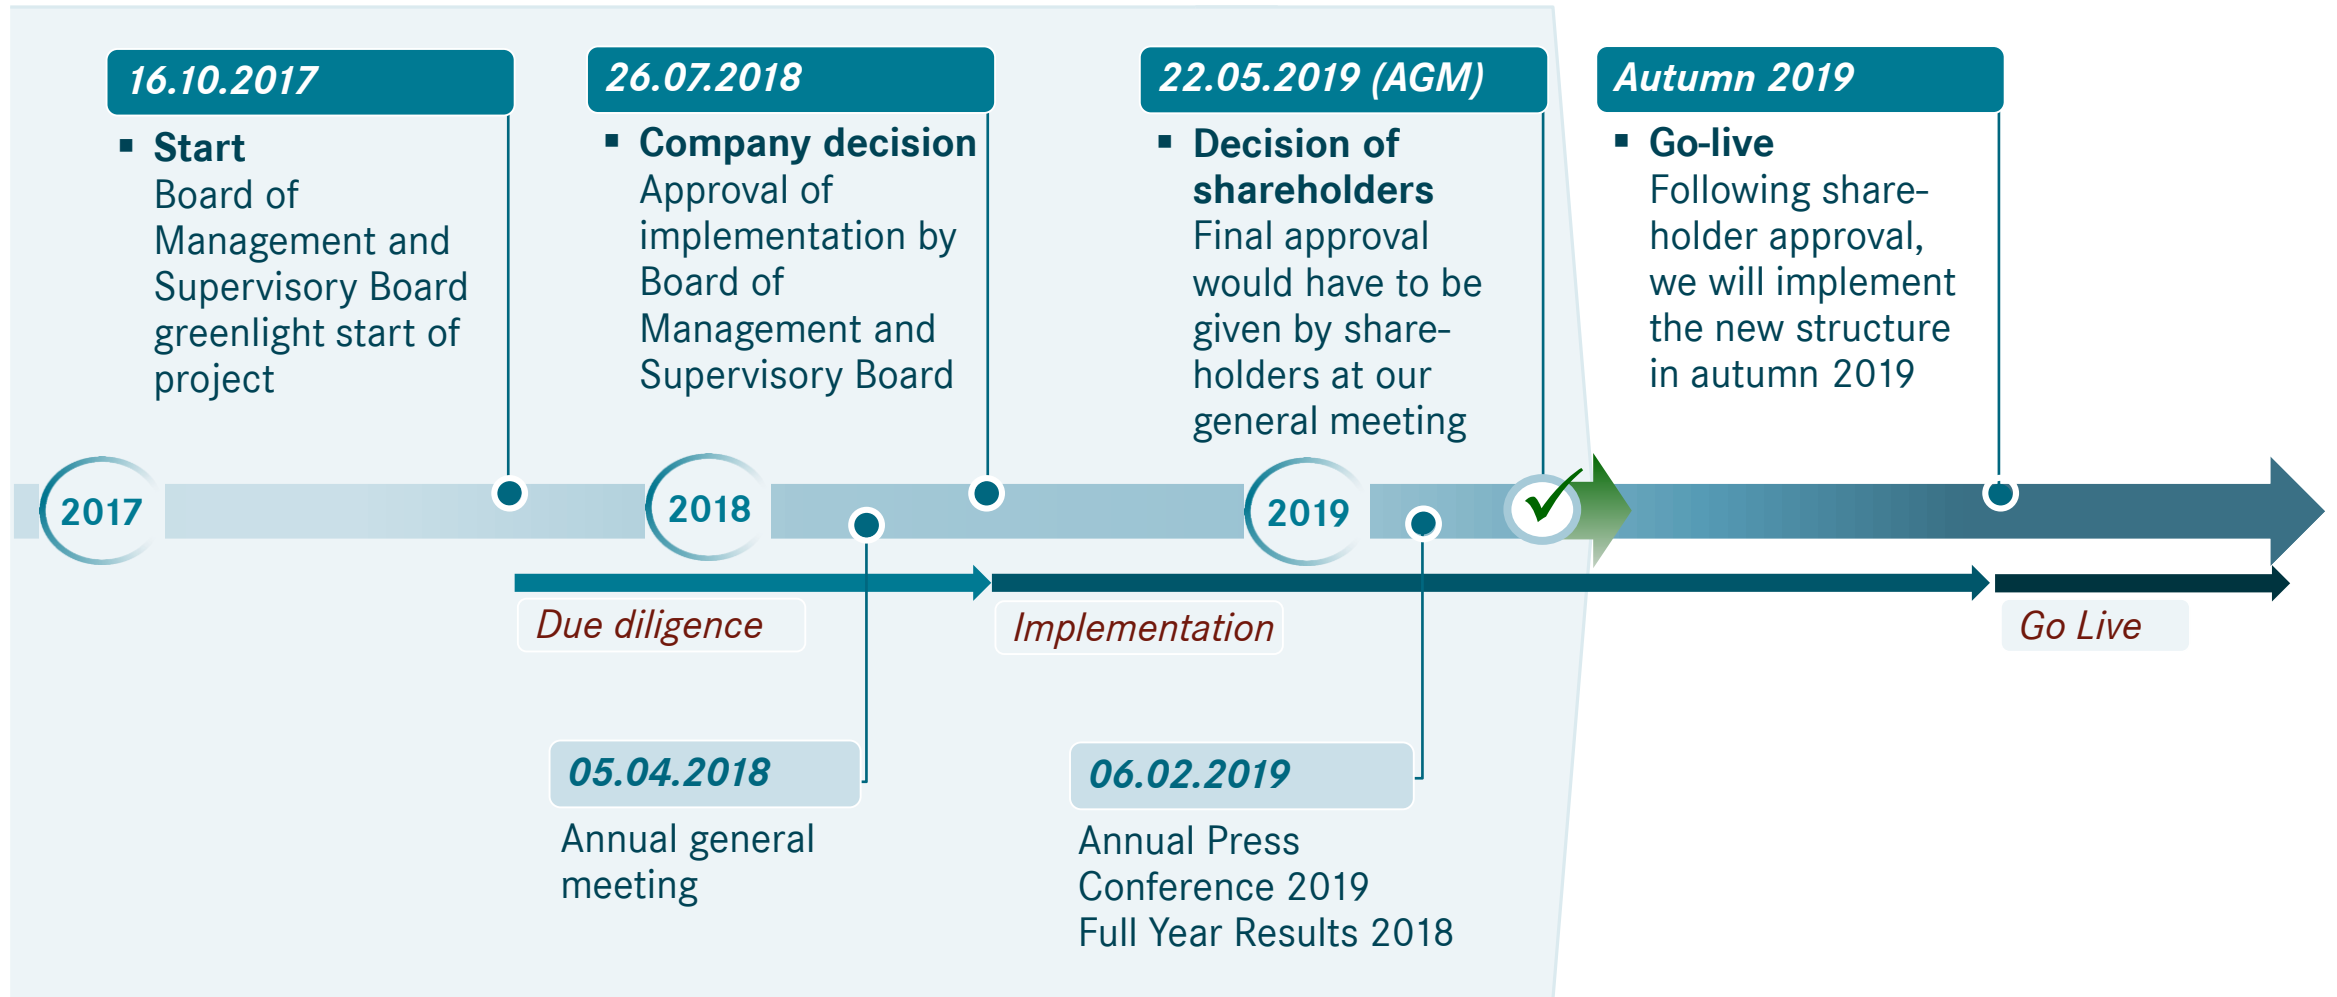 16.10.2017
▪ Start
Board of
Management and
Supervisory Board
greenlight start of
project
26.07.2018
▪ Company decision
Approval of
implementation by
Board of
Management and
Supervisory Board
22.05.2019 (AGM)
▪ Decision of
shareholders
Final approval
would have to be
given by share-
holders at our
general meeting
Autumn 2019
▪ Go-live
Following share-
holder approval,
we will implement
the new structure
in autumn 2019
2017
2018
2019
Due diligence
Implementation
Go Live
05.04.2018
Annual general
meeting
06.02.2019
Annual Press
Conference 2019
Full Year Results 2018